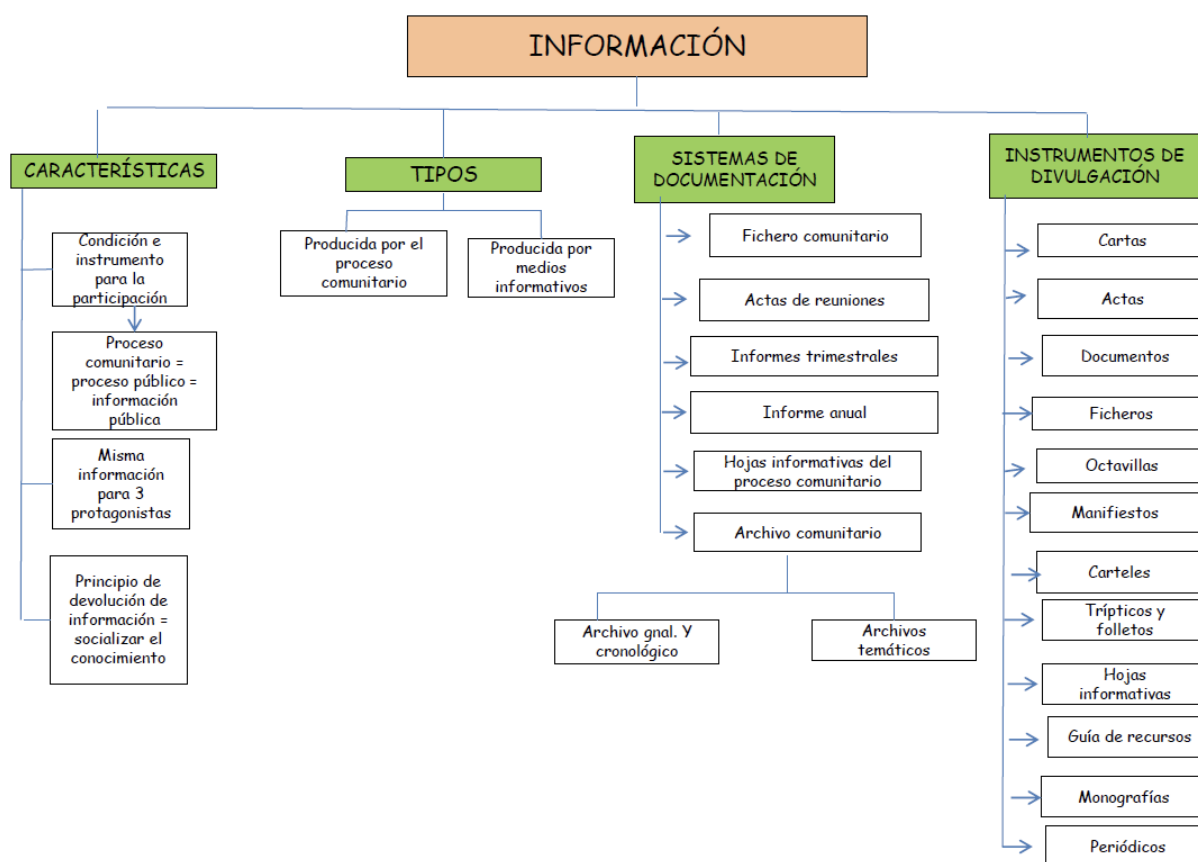 INFORMACIÓN
CARACTERÍSTICAS
Condición e
instrumento
para la
participación
Proceso
comunitario =
proceso público =
información
pública
Misma
información
para 3
protagonistas
Principio de
devolución de
información =
socializar el
conocimiento
TIPOS
Producida por el
proceso
comunitario
Producida por
medios
informativos
SISTEMAS DE
DOCUMENTACIÓN
Fichero comunitario
Actas de reuniones
Informes trimestrales
Informe anual
Hojas informativas del
proceso comunitario
Archivo comunitario
Archivo gnal. Y
cronológico
Archivos
temáticos
INSTRUMENTOS DE
DIVULGACIÓN
Cartas
Actas
Documentos
Ficheros
Octavillas
Manifiestos
Carteles
Trípticos y
folletos
Hojas
informativas
Guía de recursos
Monografías
Periódicos